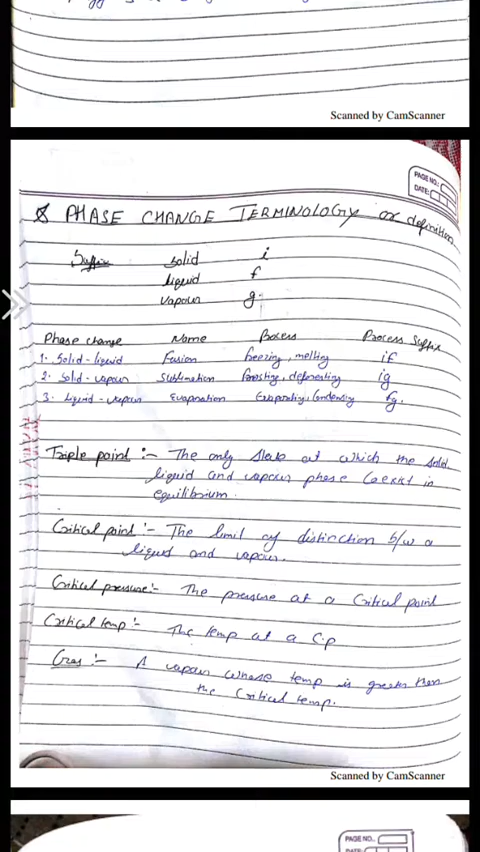 Scanned by CamScanner
PAGE NO.:
DATE:
PHASE CHANGE TERMINOLOGY or definition
Suffix solid i
liquid f
vapour g
Phase change Name Process Process Suffix
1. Solid-liquid Fusion freezing, melting if
2. Solid-vapour Sublimation frosting, defrosting ig
3. Liquid-vapour Evaporation Evaporating, Condensing fg.
Triple point :- The only state at which the solid
liquid and vapour phase Coexist in
equilibrium.
Critical point :- The limit of distinction b/w a
liquid and vapour.
Critical pressure :- The pressure at a Critical point
Critical temp :- The temp at a C.p
Gas :- A vapour whose temp is greater then
the Critical temp.
Scanned by CamScanner
PAGE NO.:
DATE: